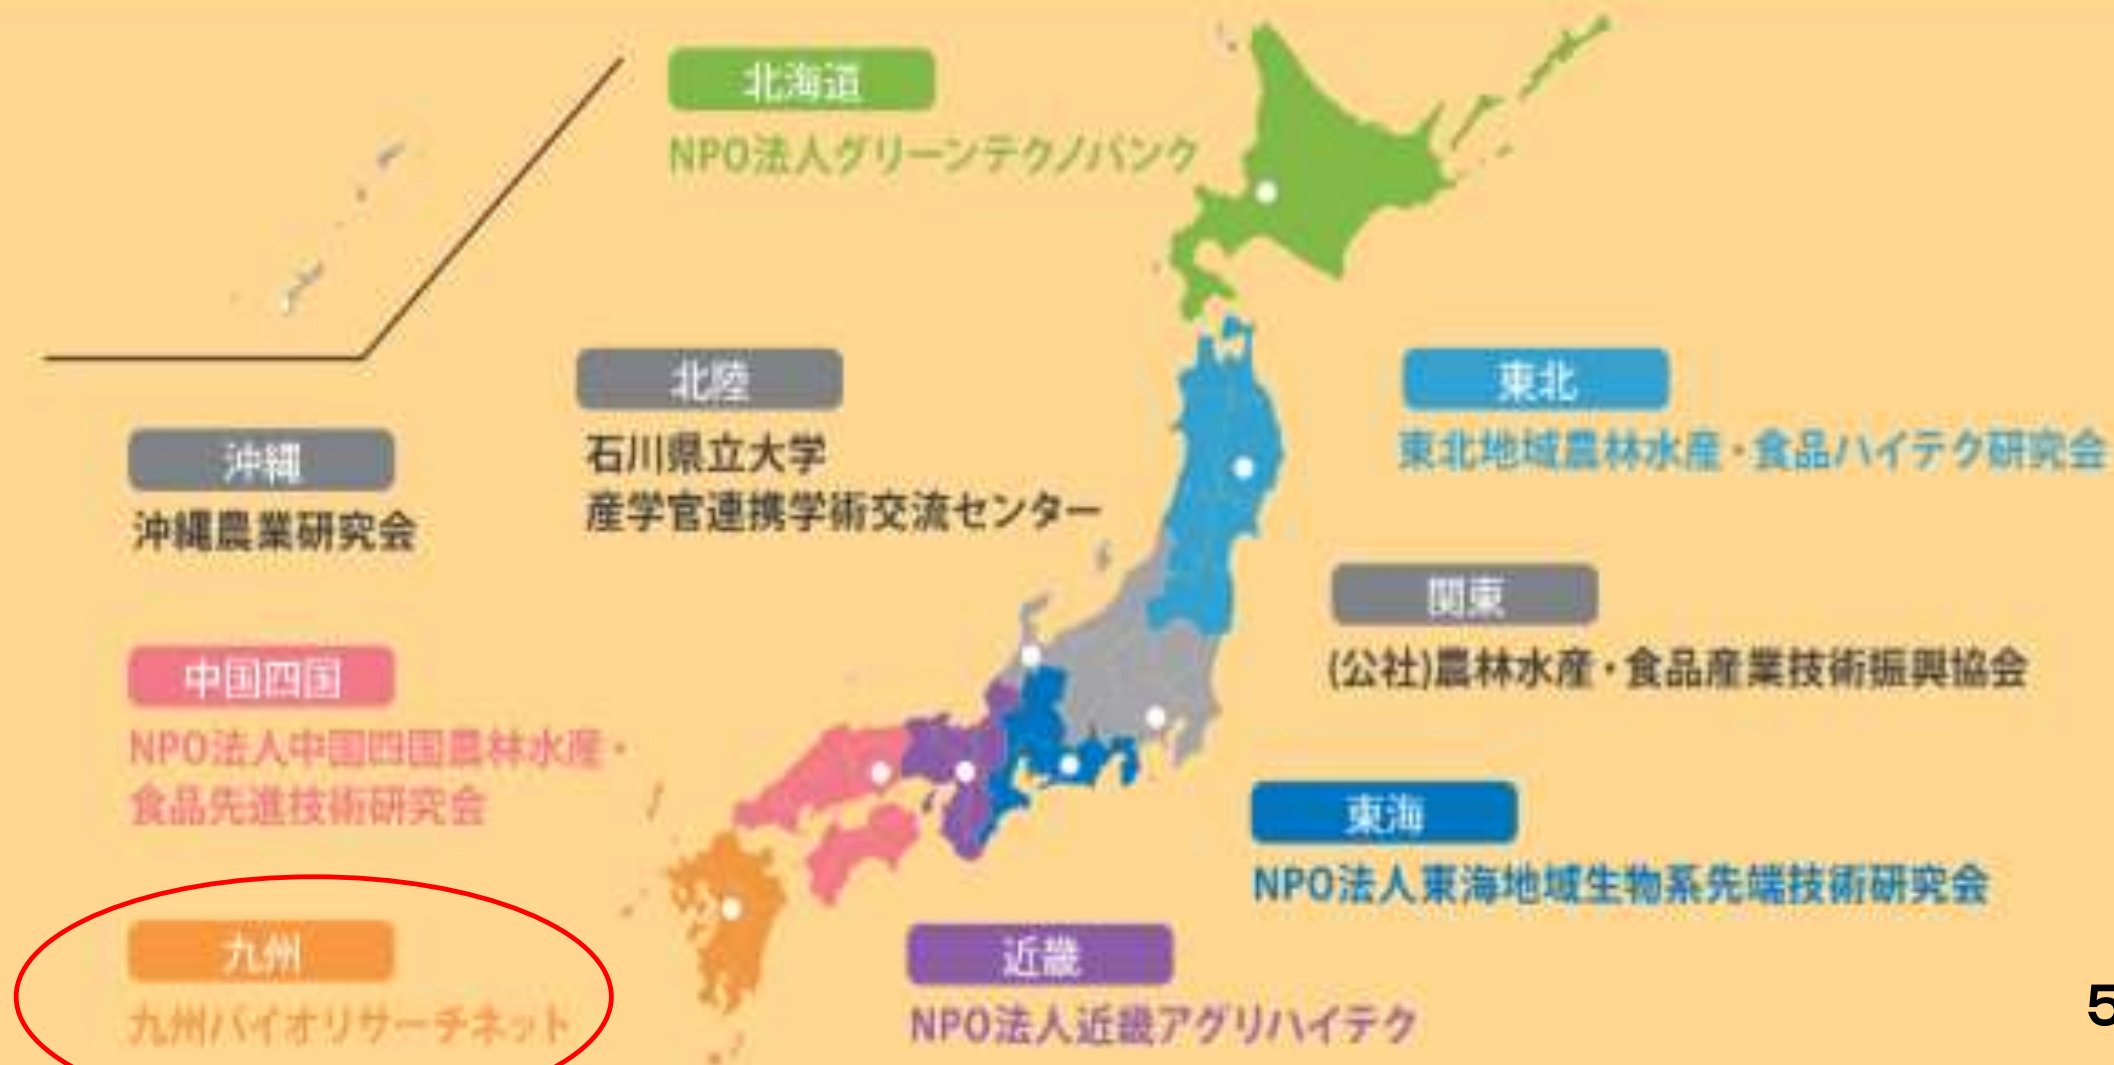 北海道
NPO法人グリーンテクノバンク
北陸
石川県立大学
産学官連携学術交流センター
東北
東北地域農林水産・食品ハイテク研究会
沖縄
沖縄農業研究会
関東
(公社)農林水産・食品産業技術振興協会
中国四国
NPO法人中国四国農林水産・
食品先進技術研究会
東海
NPO法人東海地域生物系先端技術研究会
九州
九州バイオリサーチネット
近畿
NPO法人近畿アグリハイテク
5